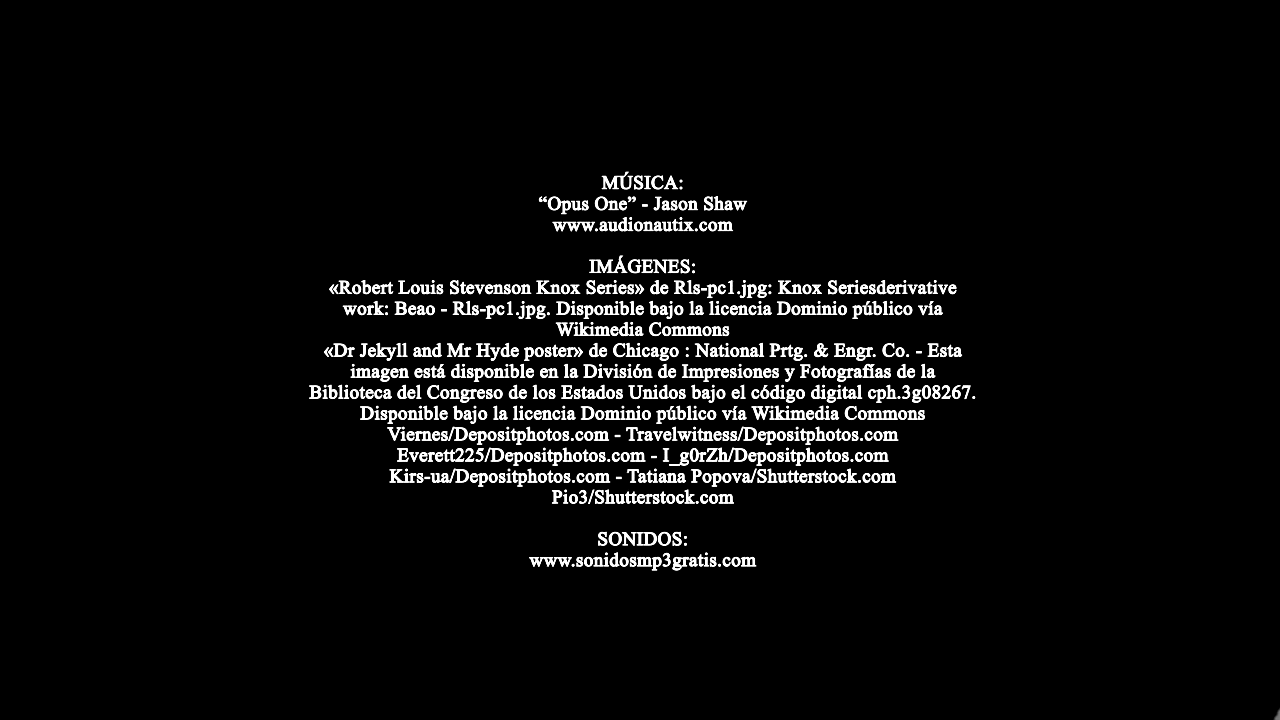 MÚSICA:
“Opus One” - Jason Shaw
www.audionautix.com
IMÁGENES:
«Robert Louis Stevenson Knox Series» de Rls-pc1.jpg: Knox Seriesderivative
work: Beao - Rls-pc1.jpg. Disponible bajo la licencia Dominio público vía
Wikimedia Commons
«Dr Jekyll and Mr Hyde poster» de Chicago : National Prtg. & Engr. Co. - Esta
imagen está disponible en la División de Impresiones y Fotografías de la
Biblioteca del Congreso de los Estados Unidos bajo el código digital cph.3g08267.
Disponible bajo la licencia Dominio público vía Wikimedia Commons
Viernes/Depositphotos.com - Travelwitness/Depositphotos.com
Everett225/Depositphotos.com - I_g0rZh/Depositphotos.com
Kirs-ua/Depositphotos.com - Tatiana Popova/Shutterstock.com
Pio3/Shutterstock.com
SONIDOS:
www.sonidosmp3gratis.com